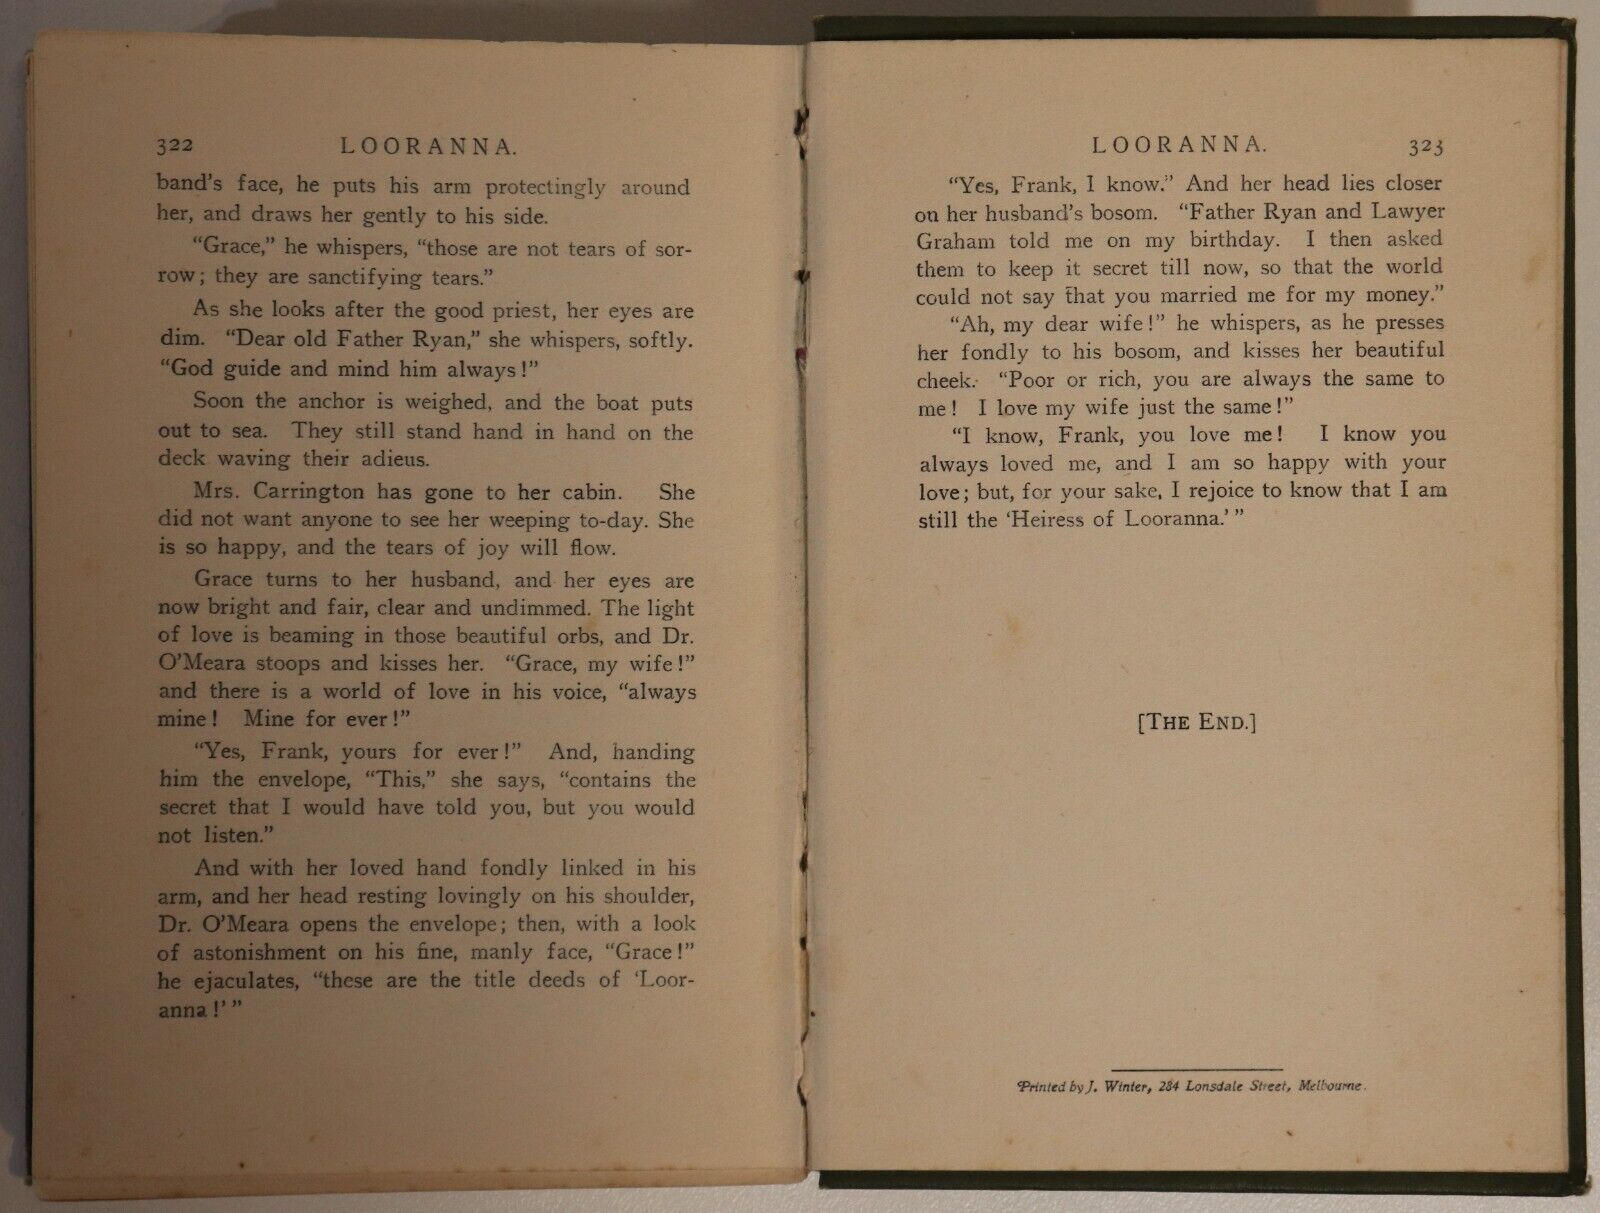 322 LOORANNA.
band's face, he puts his arm protectingly around
her, and draws her gently to his side.
"Grace," he whispers, "those are not tears of sor-
row; they are sanctifying tears."
As she looks after the good priest, her eyes are
dim. "Dear old Father Ryan," she whispers, softly.
"God guide and mind him always!"
Soon the anchor is weighed, and the boat puts
out to sea. They still stand hand in hand on the
deck waving their adieus.
Mrs. Carrington has gone to her cabin. She
did not want anyone to see her weeping to-day. She
is so happy, and the tears of joy will flow.
Grace turns to her husband, and her eyes are
now bright and fair, clear and undimmed. The light
of love is beaming in those beautiful orbs, and Dr.
O'Meara stoops and kisses her. "Grace, my wife!"
and there is a world of love in his voice, "always
mine! Mine for ever!"
"Yes, Frank, yours for ever!" And, handing
him the envelope, "This," she says, "contains the
secret that I would have told you, but you would
not listen."
And with her loved hand fondly linked in his
arm, and her head resting lovingly on his shoulder,
Dr. O'Meara opens the envelope; then, with a look
of astonishment on his fine, manly face, "Grace!"
he ejaculates, "these are the title deeds of 'Loor-
anna!'"
LOORANNA. 323
"Yes, Frank, I know." And her head lies closer
on her husband's bosom. "Father Ryan and Lawyer
Graham told me on my birthday. I then asked
them to keep it secret till now, so that the world
could not say that you married me for my money."
"Ah, my dear wife!" he whispers, as he presses
her fondly to his bosom, and kisses her beautiful
cheek. "Poor or rich, you are always the same to
me! I love my wife just the same!"
"I know, Frank, you love me! I know you
always loved me, and I am so happy with your
love; but, for your sake, I rejoice to know that I am
still the 'Heiress of Looranna.'"
[THE END.]
Printed by J. Winter, 284 Lonsdale Street, Melbourne.